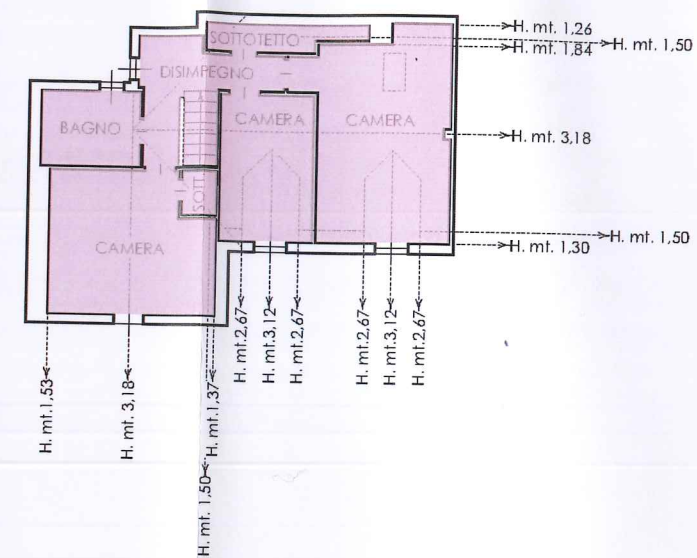 H. mt. 1,26
H. mt. 1,50
SOTTOTETTO
H. mt. 1,84
DISIMPEGNO
BAGNO
CAMERA
CAMERA
H. mt. 3,18
SOTT.
CAMERA
H. mt. 1,50
H. mt. 1,30
H. mt.2,67
H. mt.3,12
H. mt.2,67
H. mt.2,67
H. mt.3,12
H. mt.2,67
H. mt.1,53
H. mt. 3,18
H. mt.1,37
H. mt. 1,50